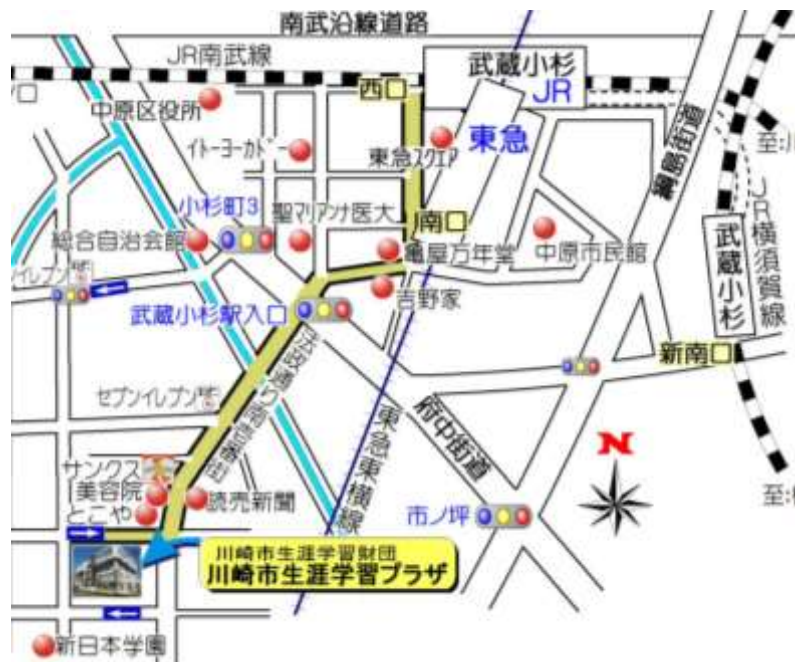 南武沿線道路
JR南武線
武蔵小杉
JR
西口
綱島街道
中原区役所
イトーヨーカドー
東急スクエア
東急
小杉町3
聖マリアンナ医大
南口
JR横須賀線
総合自治会館
亀屋万年堂
中原市民館
武蔵小杉
武蔵小杉駅入口
吉野家
新南口
法政通り南壱番街
セブンイレブン
東急東横線
府中街道
N
サンクス
美容院
読売新聞
とこや
市ノ坪
川崎市生涯学習財団
川崎市生涯学習プラザ
新日本学園